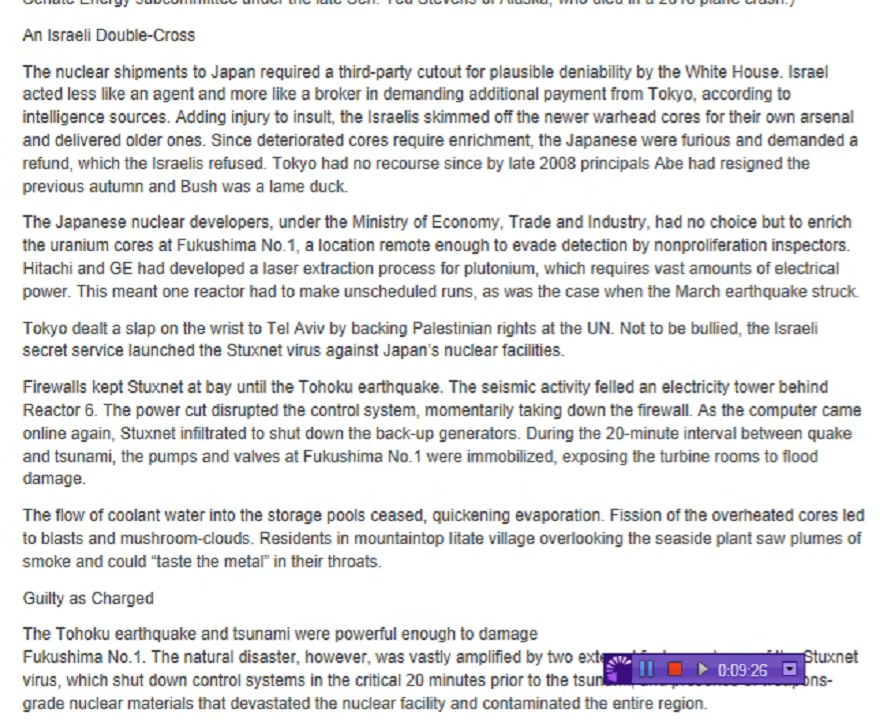 Senate Energy subcommittee under the late Sen. Ted Stevens of Alaska, who died in a 2010 plane crash.)
An Israeli Double-Cross
The nuclear shipments to Japan required a third-party cutout for plausible deniability by the White House. Israel
acted less like an agent and more like a broker in demanding additional payment from Tokyo, according to
intelligence sources. Adding injury to insult, the Israelis skimmed off the newer warhead cores for their own arsenal
and delivered older ones. Since deteriorated cores require enrichment, the Japanese were furious and demanded a
refund, which the Israelis refused. Tokyo had no recourse since by late 2008 principals Abe had resigned the
previous autumn and Bush was a lame duck.
The Japanese nuclear developers, under the Ministry of Economy, Trade and Industry, had no choice but to enrich
the uranium cores at Fukushima No.1, a location remote enough to evade detection by nonproliferation inspectors.
Hitachi and GE had developed a laser extraction process for plutonium, which requires vast amounts of electrical
power. This meant one reactor had to make unscheduled runs, as was the case when the March earthquake struck.
Tokyo dealt a slap on the wrist to Tel Aviv by backing Palestinian rights at the UN. Not to be bullied, the Israeli
secret service launched the Stuxnet virus against Japan's nuclear facilities.
Firewalls kept Stuxnet at bay until the Tohoku earthquake. The seismic activity felled an electricity tower behind
Reactor 6. The power cut disrupted the control system, momentarily taking down the firewall. As the computer came
online again, Stuxnet infiltrated to shut down the back-up generators. During the 20-minute interval between quake
and tsunami, the pumps and valves at Fukushima No.1 were immobilized, exposing the turbine rooms to flood
damage.
The flow of coolant water into the storage pools ceased, quickening evaporation. Fission of the overheated cores led
to blasts and mushroom-clouds. Residents in mountaintop Iitate village overlooking the seaside plant saw plumes of
smoke and could "taste the metal" in their throats.
Guilty as Charged
The Tohoku earthquake and tsunami were powerful enough to damage
Fukushima No.1. The natural disaster, however, was vastly amplified by two Stuxnet
virus, which shut down control systems in the critical 20 minutes prior to the
grade nuclear materials that devastated the nuclear facility and contaminated the entire region.
0:09:26